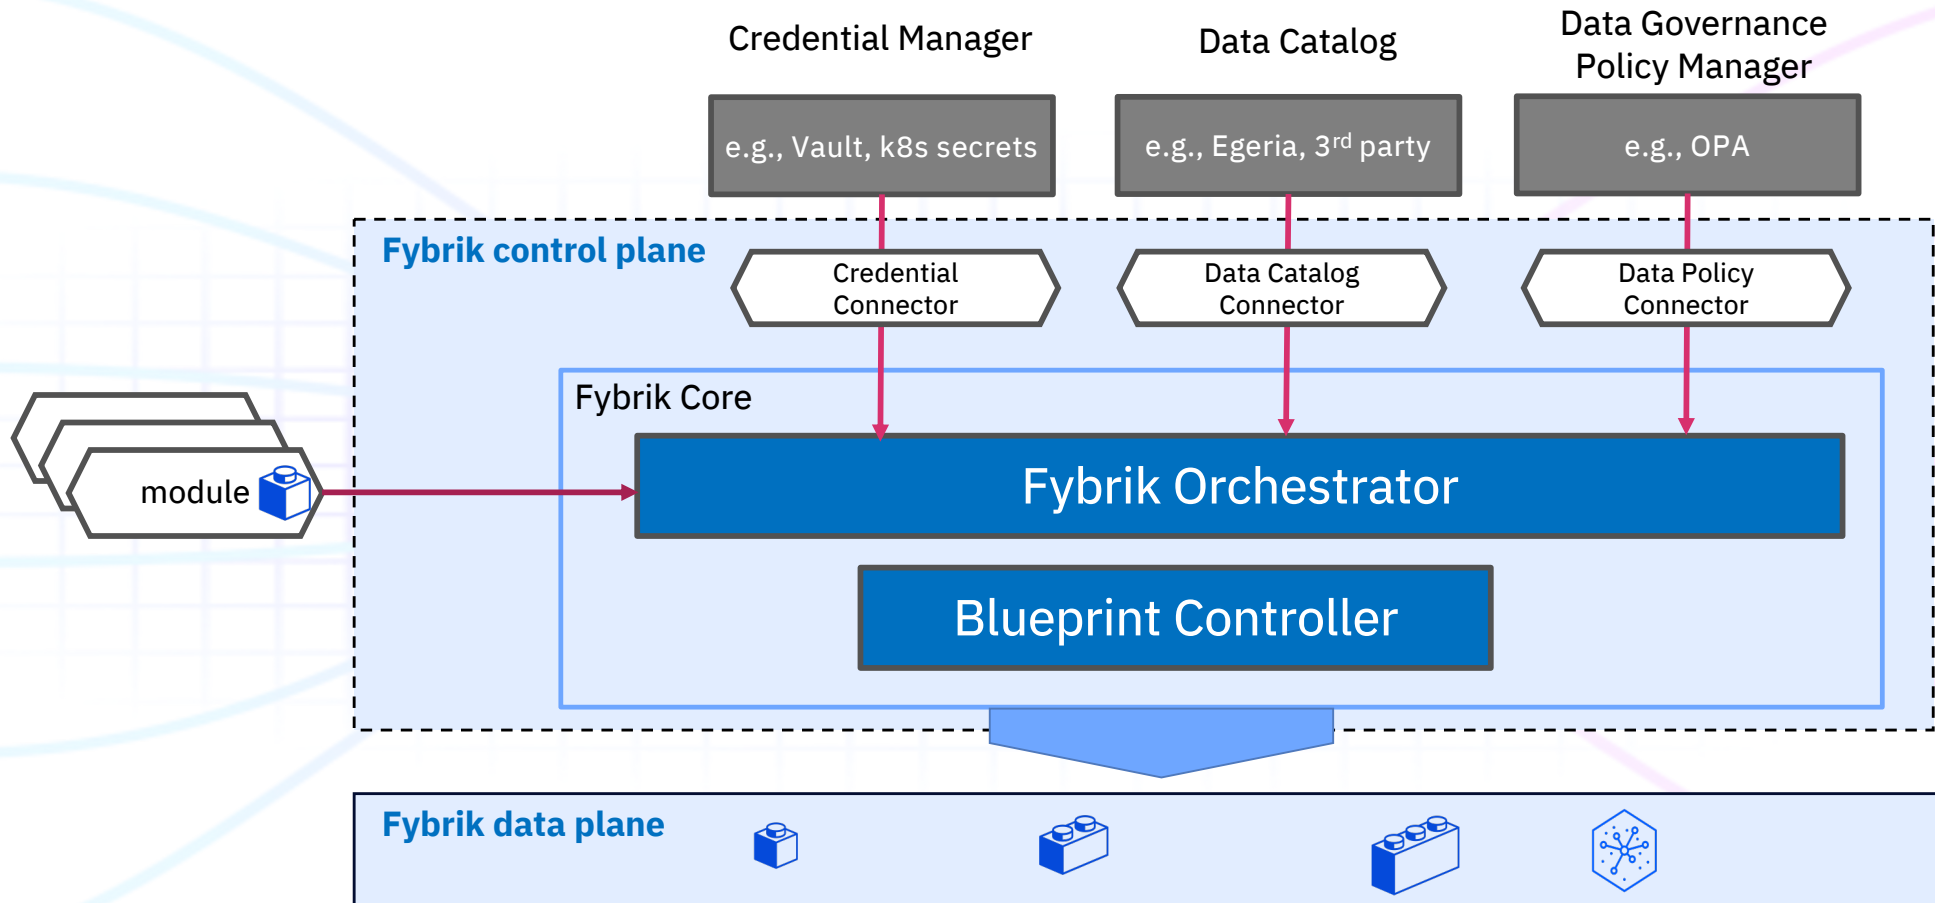 Credential Manager
Data Catalog
Data Governance
Policy Manager
e.g., Vault, k8s secrets
e.g., Egeria, 3rd party
e.g., OPA
Fybrik control plane
Credential
Connector
Data Catalog
Connector
Data Policy
Connector
Fybrik Core
module
Fybrik Orchestrator
Blueprint Controller
Fybrik data plane